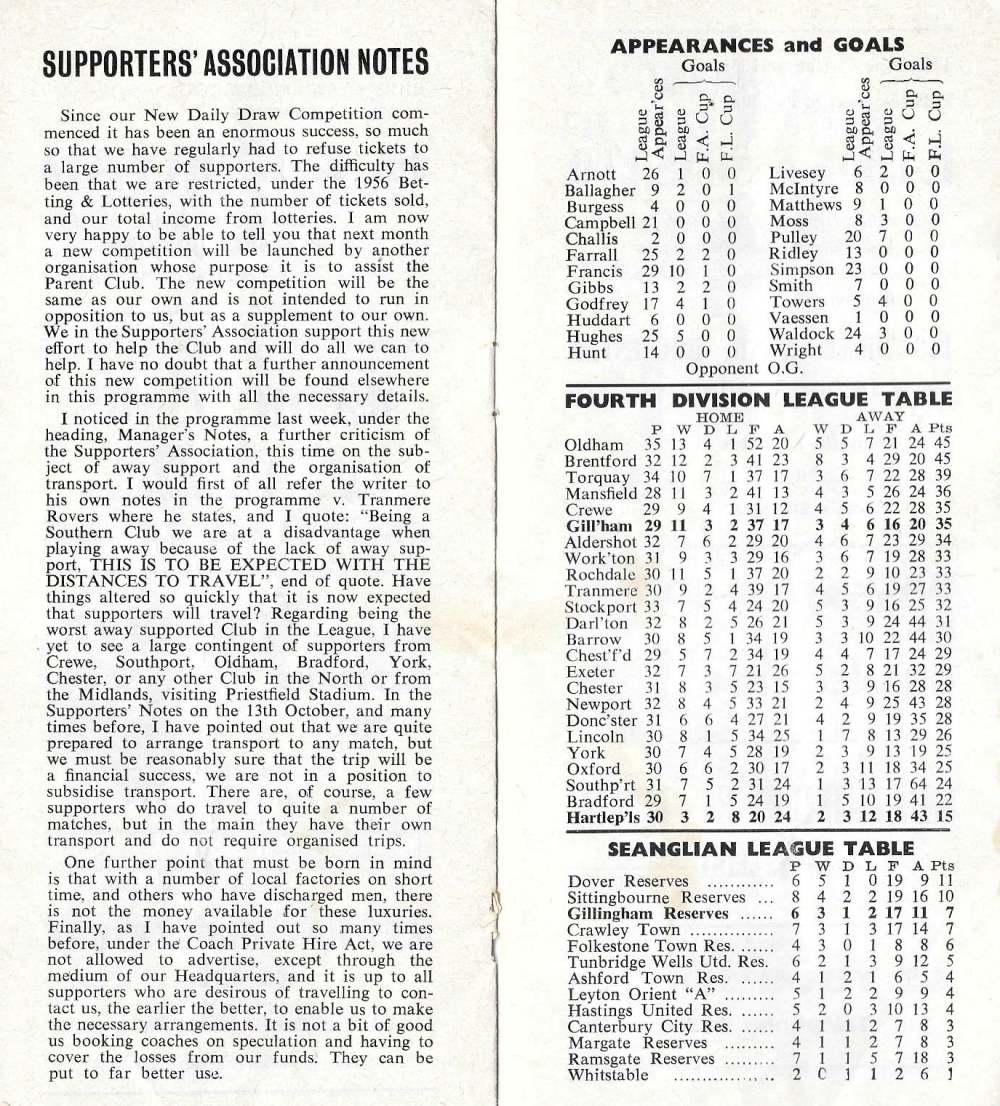 SUPPORTERS' ASSOCIATION NOTES
Since our New Daily Draw Competition com-
menced it has been an enormous success, so much
so that we have regularly had to refuse tickets to
a large number of supporters. The difficulty has
been that we are restricted, under the 1956 Bet-
ting & Lotteries, with the number of tickets sold,
and our total income from lotteries. I am now
very happy to be able to tell you that next month
a new competition will be launched by another
organisation whose purpose it is to assist the
Parent Club. The new competition will be the
same as our own and is not intended to run in
opposition to us, but as a supplement to our own.
We in the Supporters' Association support this new
effort to help the Club and will do all we can to
help. I have no doubt that a further announcement
of this new competition will be found elsewhere
in this programme with all the necessary details.
I noticed in the programme last week, under the
heading, Manager's Notes, a further criticism of
the Supporters' Association, this time on the sub-
ject of away support and the organisation of
transport. I would first of all refer the writer to
his own notes in the programme v. Tranmere
Rovers where he states, and I quote: "Being a
Southern Club we are at a disadvantage when
playing away because of the lack of away sup-
port, THIS IS TO BE EXPECTED WITH THE
DISTANCES TO TRAVEL", end of quote. Have
things altered so quickly that it is now expected
that supporters will travel? Regarding being the
worst away supported Club in the League, I have
yet to see a large contingent of supporters from
Crewe, Southport, Oldham, Bradford, York,
Chester, or any other Club in the North or from
the Midlands, visiting Priestfield Stadium. In the
Supporters' Notes on the 13th October, and many
times before, I have pointed out that we are quite
prepared to arrange transport to any match, but
we must be reasonably sure that the trip will be
a financial success, we are not in a position to
subsidise transport. There are, of course, a few
supporters who do travel to quite a number of
matches, but in the main they have their own
transport and do not require organised trips.
One further point that must be born in mind
is that with a number of local factories on short
time, and others who have discharged men, there
is not the money available for these luxuries.
Finally, as I have pointed out so many times
before, under the Coach Private Hire Act, we are
not allowed to advertise, except through the
medium of our Headquarters, and it is up to all
supporters who are desirous of travelling to con-
tact us, the earlier the better, to enable us to make
the necessary arrangements. It is not a bit of good
us booking coaches on speculation and having to
cover the losses from our funds. They can be
put to far better use.
APPEARANCES and GOALS
Goals
League Appear'ces
League
F.A. Cup
F.L. Cup
Arnott 26 1 0 0
Ballagher 9 2 0 1
Burgess 4 0 0 0
Campbell 21 0 0 0
Challis 2 0 0 0
Farrall 25 2 2 0
Francis 29 10 1 0
Gibbs 13 2 2 0
Godfrey 17 4 1 0
Huddart 6 0 0 0
Hughes 25 5 0 0
Hunt 14 0 0 0
Goals
League Appear'ces
League
F.A. Cup
F.L. Cup
Livesey 6 2 0 0
McIntyre 8 0 0 0
Matthews 9 1 0 0
Moss 8 3 0 0
Pulley 20 7 0 0
Ridley 13 0 0 0
Simpson 23 0 0 0
Smith 7 0 0 0
Towers 5 4 0 0
Vaessen 1 0 0 0
Waldock 24 3 0 0
Wright 4 0 0 0
Opponent O.G.
FOURTH DIVISION LEAGUE TABLE
HOME AWAY
P W D L F A W D L F A Pts
Oldham 35 13 4 1 52 20 5 5 7 21 24 45
Brentford 32 12 2 3 41 23 8 3 4 29 20 45
Torquay 34 10 7 1 37 17 3 6 7 22 28 39
Mansfield 28 11 3 2 41 13 4 3 5 26 24 36
Crewe 29 9 4 1 31 12 4 5 6 22 28 35
Gill'ham 29 11 3 2 37 17 3 4 6 16 20 35
Aldershot 32 7 6 2 29 20 4 6 7 23 29 34
Work'ton 31 9 3 3 29 16 3 6 7 19 28 33
Rochdale 30 11 5 1 37 20 2 2 9 10 23 33
Tranmere 30 9 2 4 39 17 4 5 6 19 27 33
Stockport 33 7 5 4 24 20 5 3 9 16 25 32
Darl'ton 32 8 2 5 26 21 5 3 9 24 44 31
Barrow 30 8 5 1 34 19 3 3 10 22 44 30
Chest'f'd 29 5 7 2 34 19 4 4 7 17 24 29
Exeter 32 7 3 7 21 26 5 2 8 21 32 29
Chester 31 8 3 5 23 15 3 3 9 16 28 28
Newport 32 8 4 5 33 21 2 4 9 25 43 28
Donc'ster 31 6 6 4 27 21 4 2 9 19 35 28
Lincoln 30 8 1 5 34 25 1 7 8 13 29 26
York 30 7 4 5 28 19 2 3 9 13 19 25
Oxford 30 6 6 2 30 17 2 3 11 18 34 25
Southp'rt 31 7 5 2 31 24 1 3 13 17 64 24
Bradford 29 7 1 5 24 19 1 5 10 19 41 22
Hartlep'ls 30 3 2 8 20 24 2 3 12 18 43 15
SEANGLIAN LEAGUE TABLE
P W D L F A Pts
Dover Reserves ............ 6 5 1 0 19 9 11
Sittingbourne Reserves ... 8 4 2 2 19 16 10
Gillingham Reserves ...... 6 3 1 2 17 11 7
Crawley Town ............... 7 3 1 3 17 14 7
Folkestone Town Res. ...... 4 3 0 1 8 8 6
Tunbridge Wells Utd. Res. 6 2 1 3 9 12 5
Ashford Town Res. ...... 4 1 2 1 6 5 4
Leyton Orient "A" ......... 5 1 2 2 9 9 4
Hastings United Res. ...... 5 2 0 3 10 13 4
Canterbury City Res. ...... 4 1 1 2 7 8 3
Margate Reserves ......... 4 1 1 2 7 8 3
Ramsgate Reserves ......... 7 1 1 5 7 18 3
Whitstable .................. 2 0 1 1 2 6 1